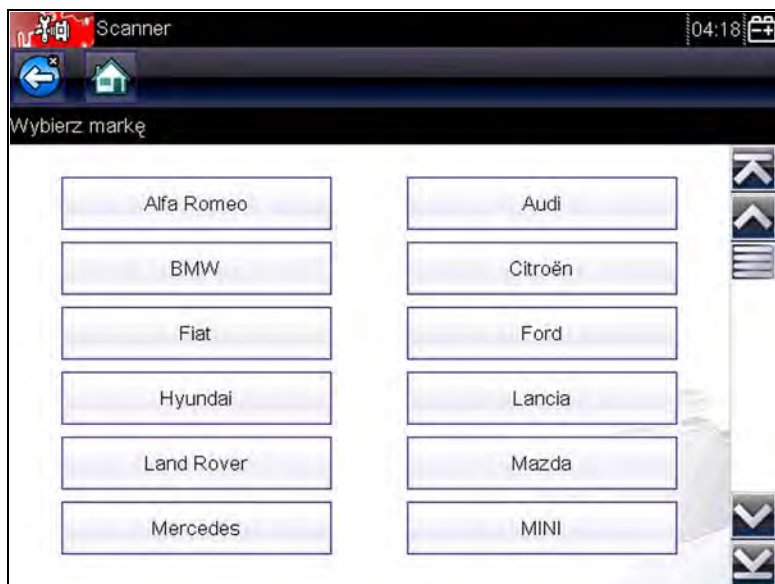 Scanner 04:18
Wybierz markę
Alfa Romeo Audi
BMW Citroën
Fiat Ford
Hyundai Lancia
Land Rover Mazda
Mercedes MINI